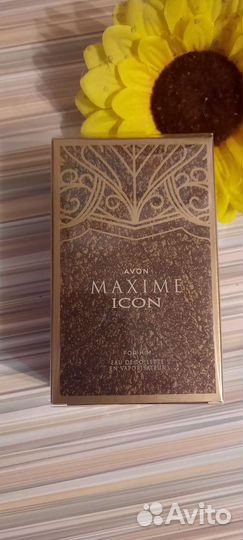 AVON
MAXIME
ICON
FOR HIM
EAU DE TOILETTE
EN VAPORISATEUR
Avito